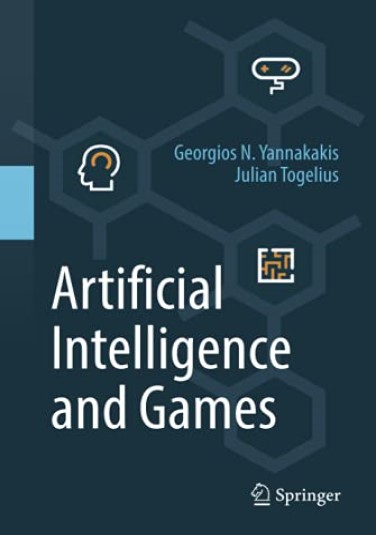 Georgios N. Yannakakis
Julian Togelius
Artificial
Intelligence
and Games
Springer